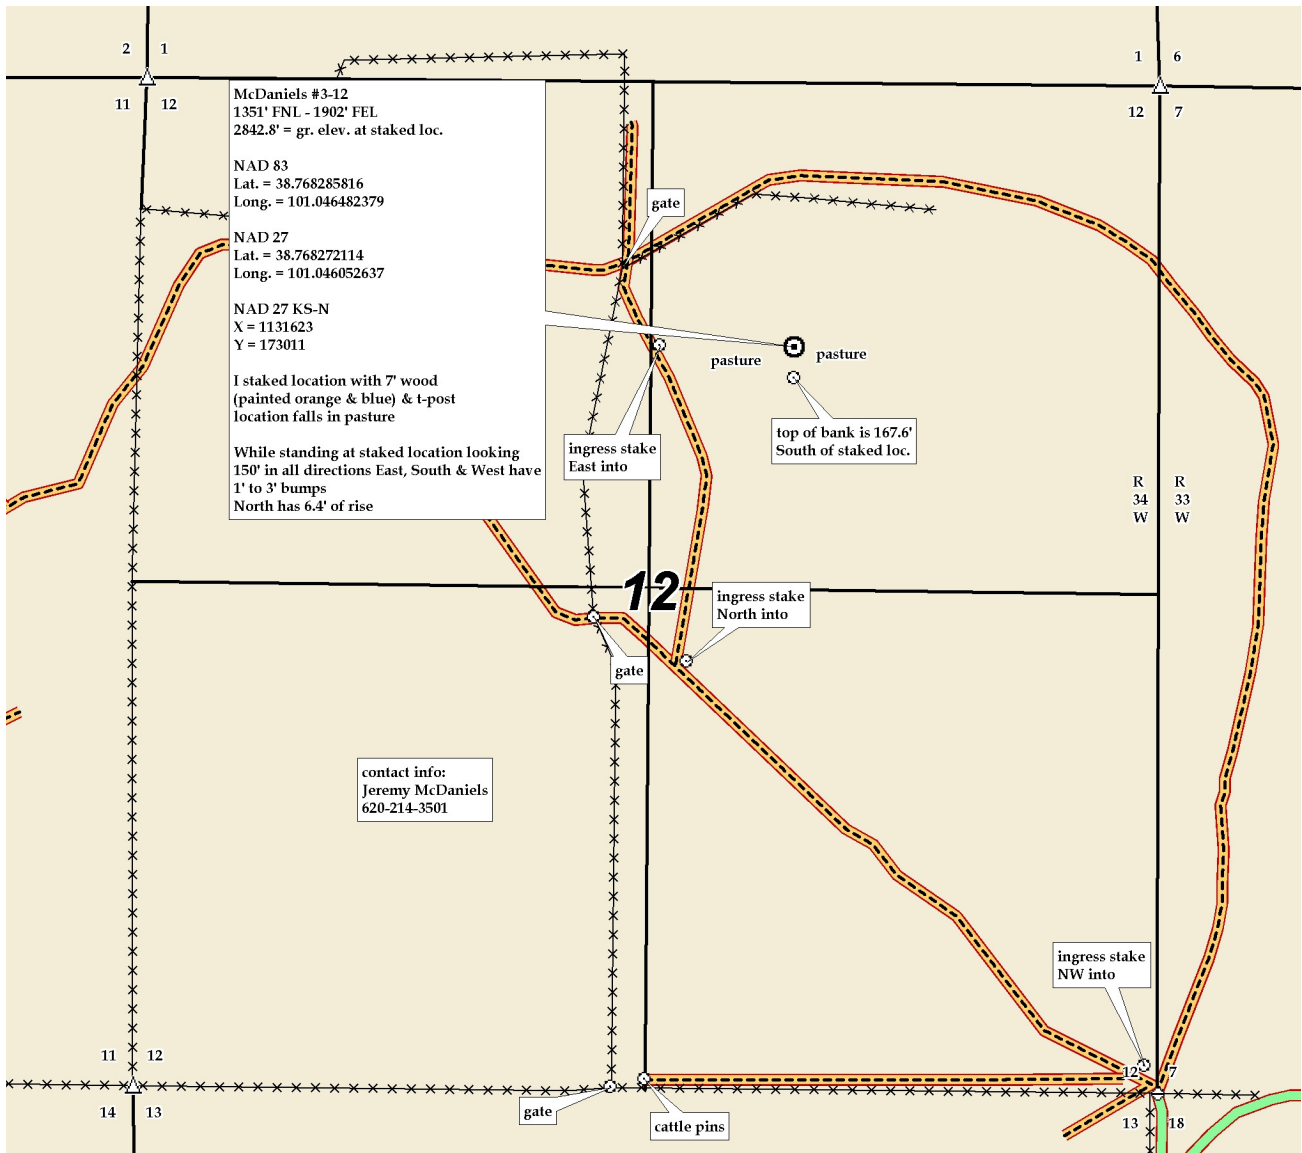 2 1
1 6
11 12
12 7
McDaniels #3-12
1351' FNL - 1902' FEL
2842.8' = gr. elev. at staked loc.
NAD 83
Lat. = 38.768285816
Long. = 101.046482379
NAD 27
Lat. = 38.768272114
Long. = 101.046052637
NAD 27 KS-N
X = 1131623
Y = 173011
I staked location with 7' wood
(painted orange & blue) & t-post
location falls in pasture
While standing at staked location looking
150' in all directions East, South & West have
1' to 3' bumps
North has 6.4' of rise
gate
pasture
pasture
top of bank is 167.6'
South of staked loc.
ingress stake
East into
R R
34 33
W W
12
ingress stake
North into
gate
contact info:
Jeremy McDaniels
620-214-3501
ingress stake
NW into
11 12
12 7
14 13
13 18
gate
cattle pins